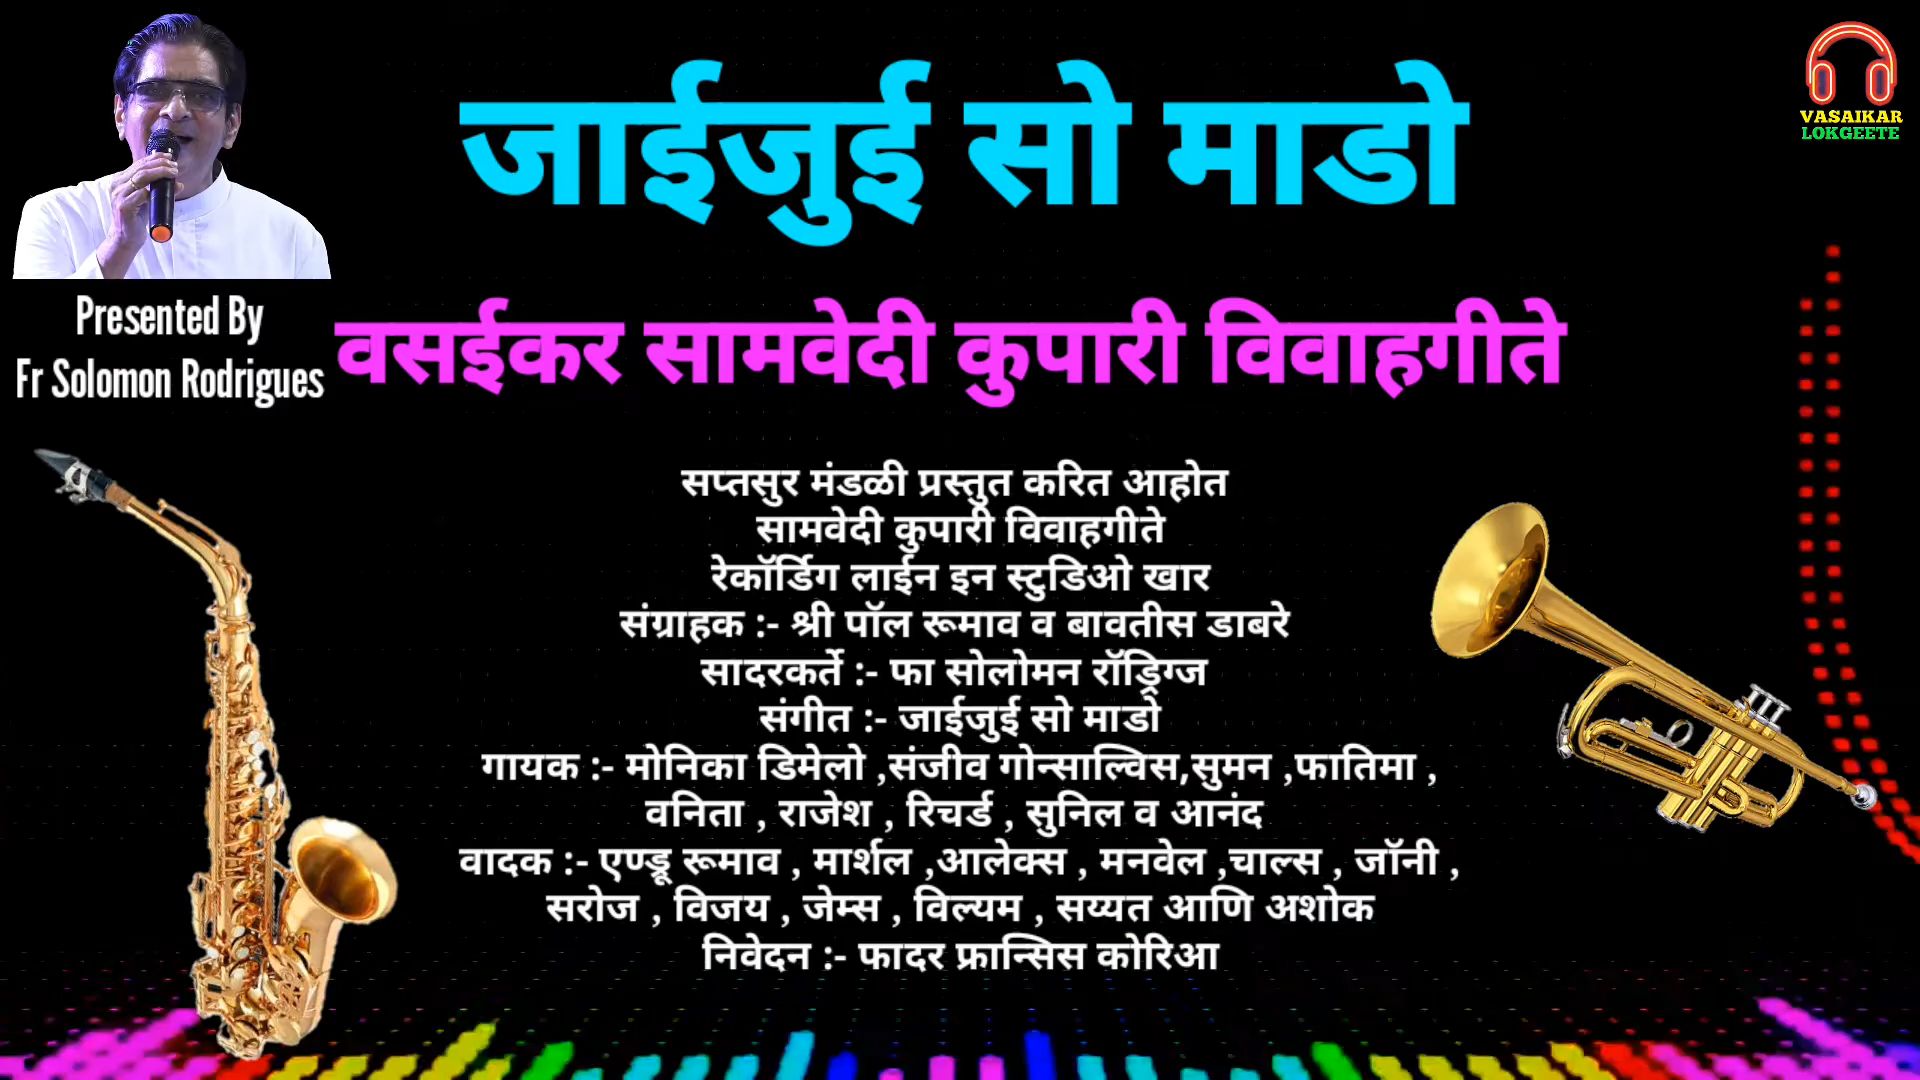 जाईजुई सो माडो
VASAIKAR
LOKGEETE
Presented By
Fr Solomon Rodrigues
वसईकर सामवेदी कुपारी विवाहगीते
सप्तसुर मंडळी प्रस्तुत करित आहोत
सामवेदी कुपारी विवाहगीते
रेकॉर्डिग लाईन इन स्टुडिओ खार
संग्राहक :- श्री पॉल रूमाव व बावतीस डाबरे
सादरकर्ते :- फा सोलोमन रॉड्रिग्ज
संगीत :- जाईजुई सो माडो
गायक :- मोनिका डिमेलो ,संजीव गोन्साल्विस,सुमन ,फातिमा ,
वनिता , राजेश , रिचर्ड , सुनिल व आनंद
वादक :- एण्ड्रू रूमाव , मार्शल ,आलेक्स , मनवेल ,चाल्स , जॉनी ,
सरोज , विजय , जेम्स , विल्यम , सय्यत आणि अशोक
निवेदन :- फादर फ्रान्सिस कोरिआ